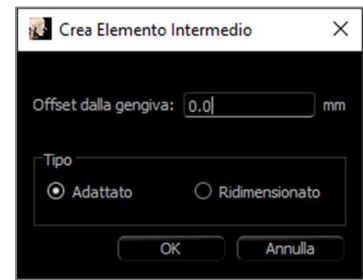 Crea Elemento Intermedio
Offset dalla gengiva: 0.0 mm
Tipo
Adattato Ridimensionato
OK Annulla